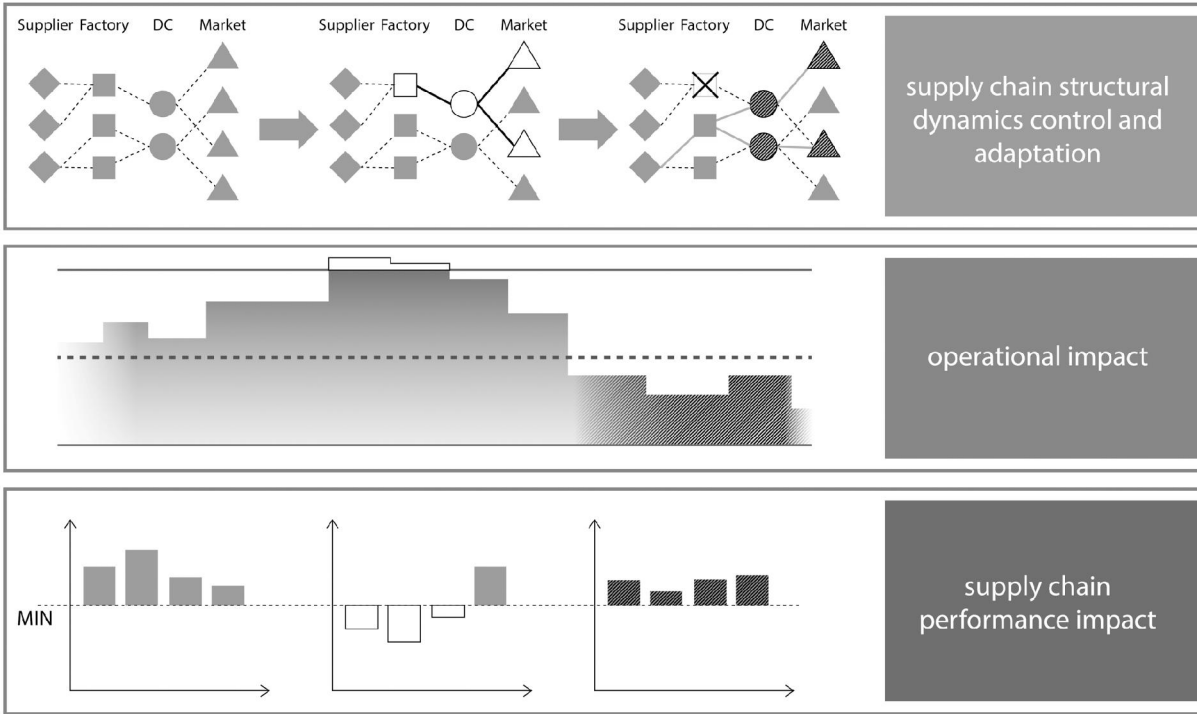 Supplier Factory DC Market
Supplier Factory DC Market
Supplier Factory DC Market
supply chain structural
dynamics control and
adaptation
operational impact
MIN
supply chain
performance impact